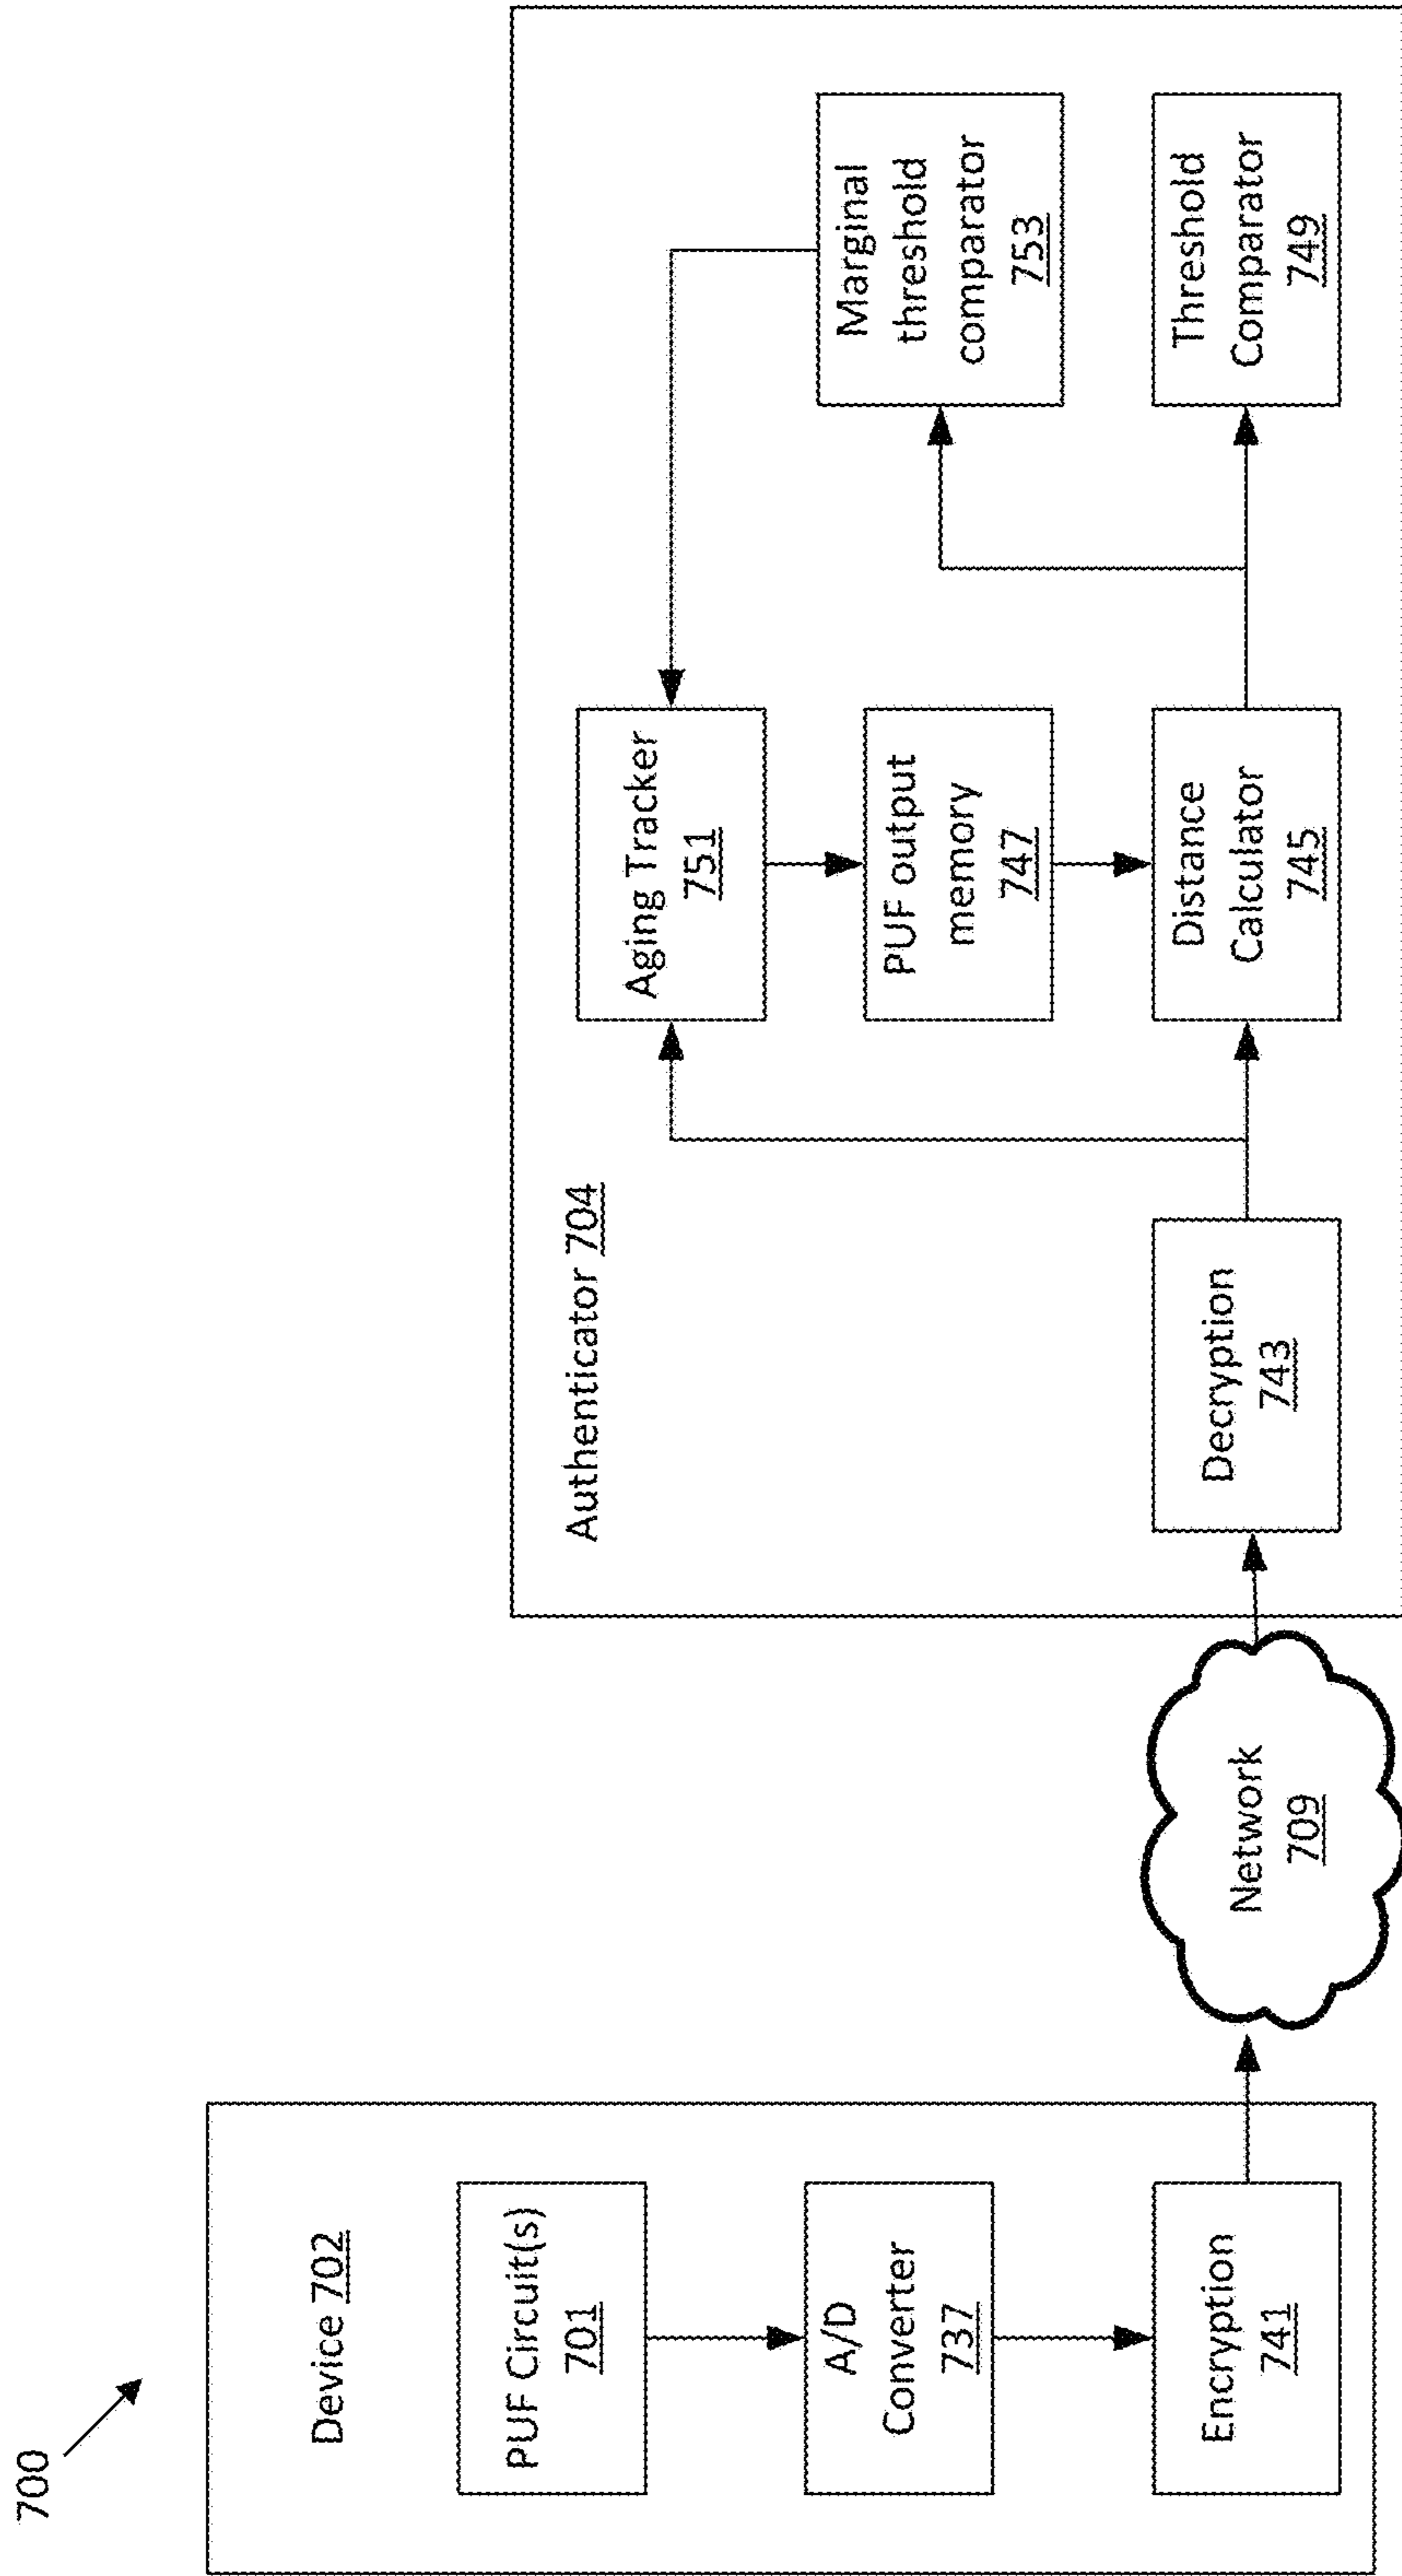 700
Device 702
PUF Circuit(s)
701
A/D
Converter
737
Encryption
741
Network
709
Authenticator 704
Decryption
743
Aging Tracker
751
PUF output
memory
747
Distance
Calculator
745
Marginal
threshold
comparator
753
Threshold
Comparator
749